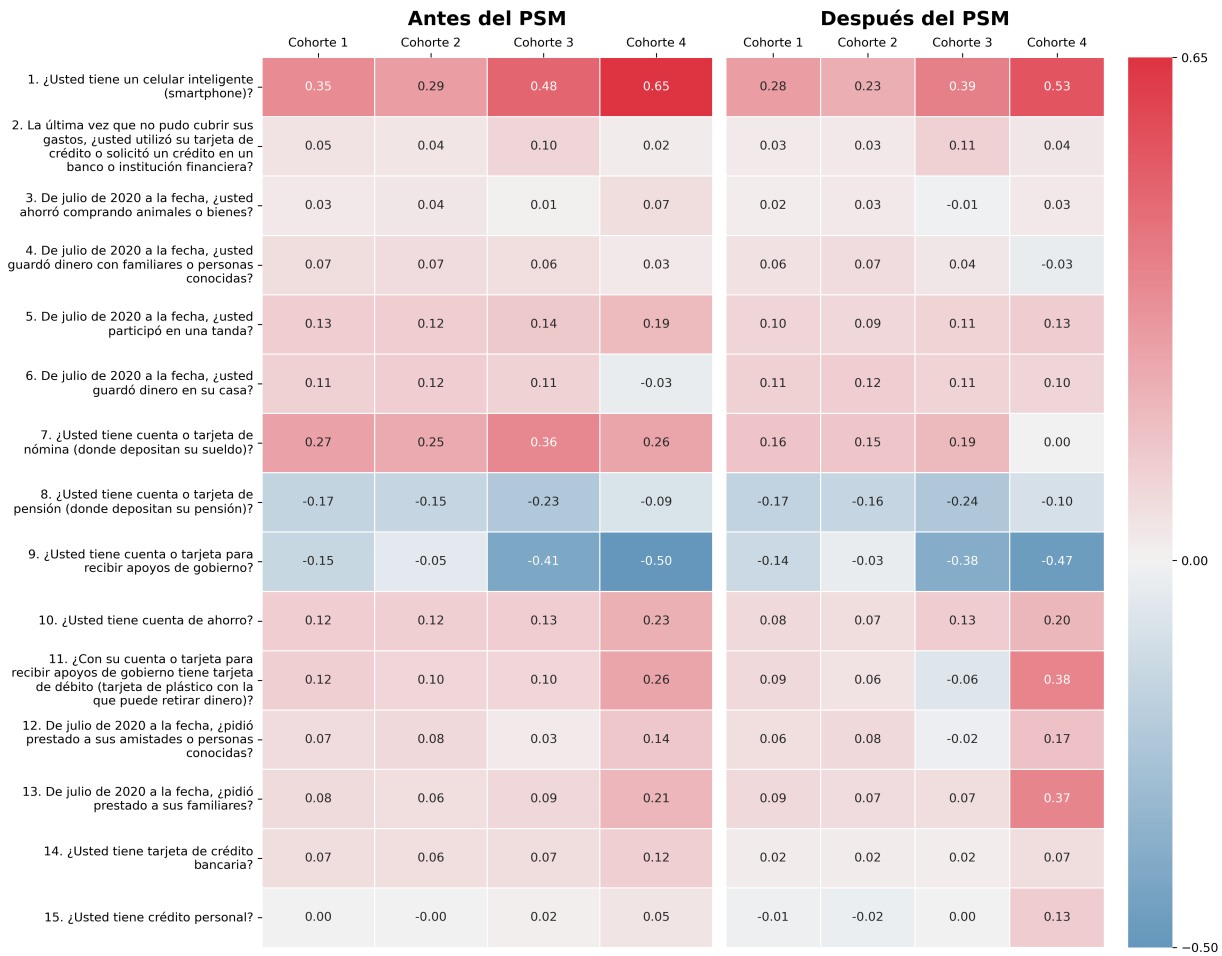 Antes del PSM
Después del PSM
Cohorte 1
Cohorte 2
Cohorte 3
Cohorte 4
Cohorte 1
Cohorte 2
Cohorte 3
Cohorte 4
1. ¿Usted tiene un celular inteligente
(smartphone)?
0.35 0.29 0.48 0.65 0.28 0.23 0.39 0.53
2. La última vez que no pudo cubrir sus
gastos, ¿usted utilizó su tarjeta de
crédito o solicitó un crédito en un
banco o institución financiera?
0.05 0.04 0.10 0.02 0.03 0.03 0.11 0.04
3. De julio de 2020 a la fecha, ¿usted
ahorró comprando animales o bienes?
0.03 0.04 0.01 0.07 0.02 0.03 -0.01 0.03
4. De julio de 2020 a la fecha, ¿usted
guardó dinero con familiares o personas
conocidas?
0.07 0.07 0.06 0.03 0.06 0.07 0.04 -0.03
5. De julio de 2020 a la fecha, ¿usted
participó en una tanda?
0.13 0.12 0.14 0.19 0.10 0.09 0.11 0.13
6. De julio de 2020 a la fecha, ¿usted
guardó dinero en su casa?
0.11 0.12 0.11 -0.03 0.11 0.12 0.11 0.10
7. ¿Usted tiene cuenta o tarjeta de
nómina (donde depositan su sueldo)?
0.27 0.25 0.36 0.26 0.16 0.15 0.19 0.00
8. ¿Usted tiene cuenta o tarjeta de
pensión (donde depositan su pensión)?
-0.17 -0.15 -0.23 -0.09 -0.17 -0.16 -0.24 -0.10
9. ¿Usted tiene cuenta o tarjeta para
recibir apoyos de gobierno?
-0.15 -0.05 -0.41 -0.50 -0.14 -0.03 -0.38 -0.47
10. ¿Usted tiene cuenta de ahorro?
0.12 0.12 0.13 0.23 0.08 0.07 0.13 0.20
11. ¿Con su cuenta o tarjeta para
recibir apoyos de gobierno tiene tarjeta
de débito (tarjeta de plástico con la
que puede retirar dinero)?
0.12 0.10 0.10 0.26 0.09 0.06 -0.06 0.38
12. De julio de 2020 a la fecha, ¿pidió
prestado a sus amistades o personas
conocidas?
0.07 0.08 0.03 0.14 0.06 0.08 -0.02 0.17
13. De julio de 2020 a la fecha, ¿pidió
prestado a sus familiares?
0.08 0.06 0.09 0.21 0.09 0.07 0.07 0.37
14. ¿Usted tiene tarjeta de crédito
bancaria?
0.07 0.06 0.07 0.12 0.02 0.02 0.02 0.07
15. ¿Usted tiene crédito personal?
0.00 -0.00 0.02 0.05 -0.01 -0.02 0.00 0.13
0.65
0.00
−0.50